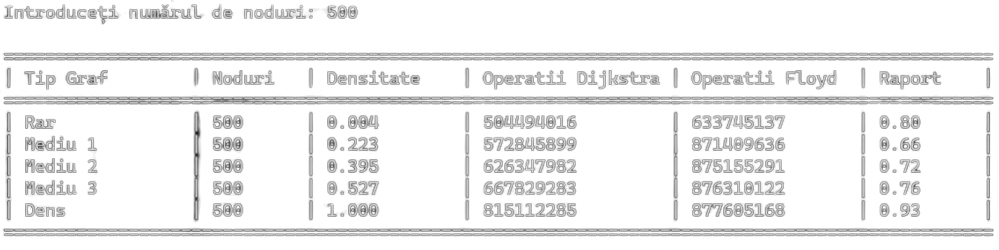 Introduceți numărul de noduri: 500
| Tip Graf | Noduri | Densitate | Operatii Dijkstra | Operatii Floyd | Raport |
| Rar | 500 | 0.004 | 504494016 | 633745137 | 0.80 |
| Mediu 1 | 500 | 0.223 | 572845899 | 871409636 | 0.66 |
| Mediu 2 | 500 | 0.395 | 626347982 | 875155291 | 0.72 |
| Mediu 3 | 500 | 0.527 | 667829283 | 876310122 | 0.76 |
| Dens | 500 | 1.000 | 815112285 | 877605168 | 0.93 |